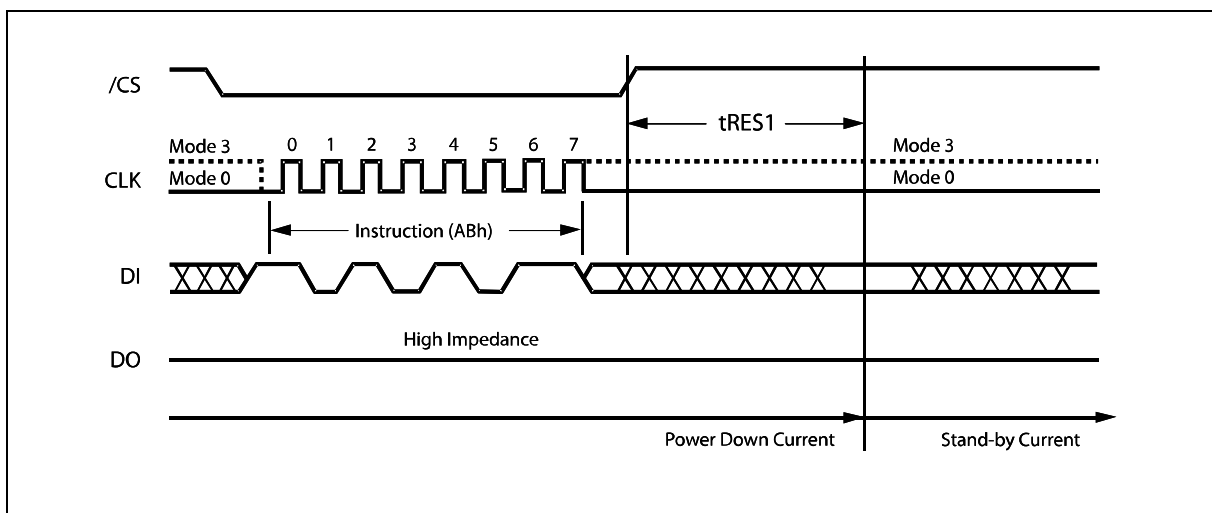 /CS
tRES1
Mode 3 0 1 2 3 4 5 6 7 Mode 3
CLK
Mode 0 Mode 0
Instruction (ABh)
DI
High Impedance
DO
Power Down Current Stand-by Current